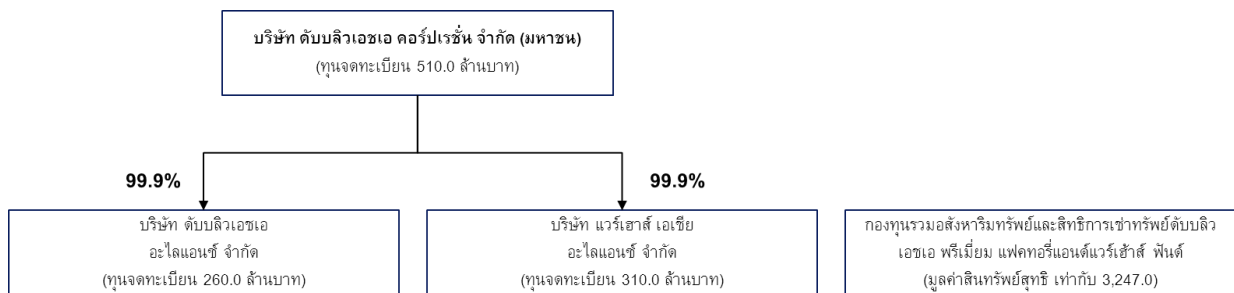 บริษัท ดับบลิวเอชเอ คอร์ปเรชั่น จำกัด (มหาชน)
(ทุนจดทะเบียน 510.0 ล้านบาท)
99.9%
99.9%
บริษัท ดับบลิวเอชเอ
อะไลแอนซ์ จำกัด
(ทุนจดทะเบียน 260.0 ล้านบาท)
บริษัท แวร์เฮาส์ เอเชีย
อะไลแอนซ์ จำกัด
(ทุนจดทะเบียน 310.0 ล้านบาท)
กองทุนรวมอสังหาริมทรัพย์และสิทธิการเช่าทรัพย์ดับบลิว
เอชเอ พรีเมี่ยม แฟคทอรี่แอนด์แวร์เฮ้าส์ ฟันด์
(มูลค่าสินทรัพย์สุทธิ เท่ากับ 3,247.0)